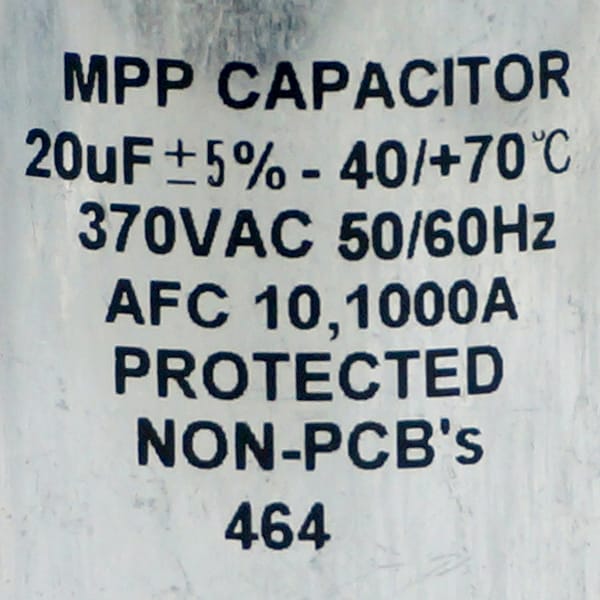 MPP CAPACITOR
20uF ±5% - 40/+70°C
370VAC 50/60Hz
AFC 10,1000A
PROTECTED
NON-PCB's
464